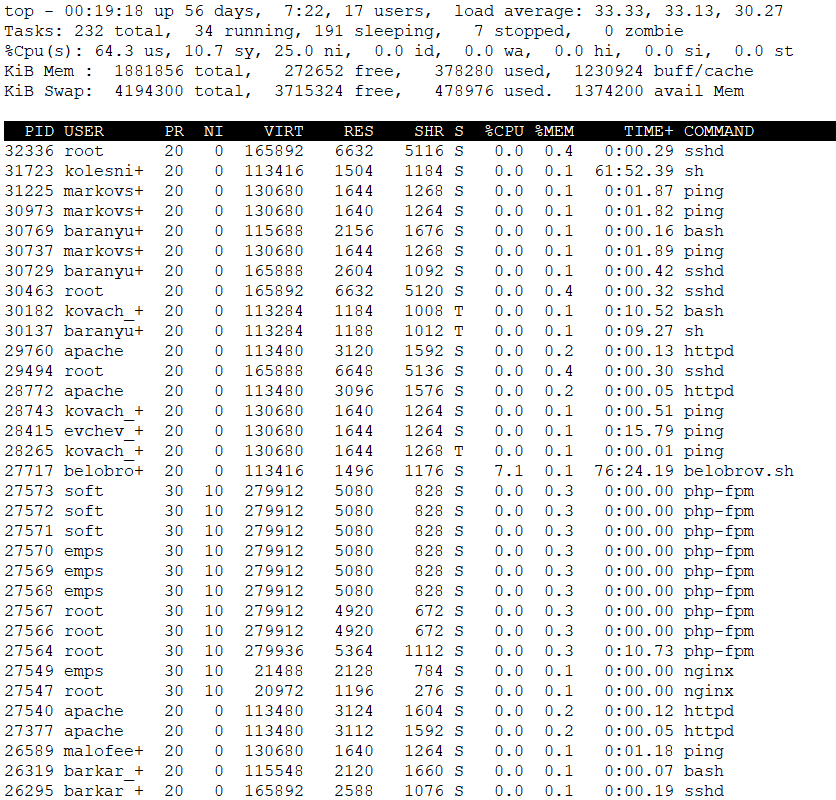 top - 00:19:18 up 56 days,  7:22, 17 users,  load average: 33.33, 33.13, 30.27
Tasks: 232 total,  34 running, 191 sleeping,   7 stopped,   0 zombie
%Cpu(s): 64.3 us, 10.7 sy, 25.0 ni,  0.0 id,  0.0 wa,  0.0 hi,  0.0 si,  0.0 st
KiB Mem :  1881856 total,   272652 free,   378280 used,  1230924 buff/cache
KiB Swap:  4194300 total,  3715324 free,   478976 used.  1374200 avail Mem
  PID USER      PR  NI    VIRT    RES    SHR S  %CPU %MEM     TIME+ COMMAND
32336 root      20   0  165892   6632   5116 S   0.0  0.4   0:00.29 sshd
31723 kolesni+  20   0  113416   1504   1184 S   0.0  0.1  61:52.39 sh
31225 markovs+  20   0  130680   1644   1268 S   0.0  0.1   0:01.87 ping
30973 markovs+  20   0  130680   1640   1264 S   0.0  0.1   0:01.82 ping
30769 baranyu+  20   0  115688   2156   1676 S   0.0  0.1   0:00.16 bash
30737 markovs+  20   0  130680   1644   1268 S   0.0  0.1   0:01.89 ping
30729 baranyu+  20   0  165888   2604   1092 S   0.0  0.1   0:00.42 sshd
30463 root      20   0  165892   6632   5120 S   0.0  0.4   0:00.32 sshd
30182 kovach_+  20   0  113284   1184   1008 T   0.0  0.1   0:10.52 bash
30137 baranyu+  20   0  113284   1188   1012 T   0.0  0.1   0:09.27 sh
29760 apache    20   0  113480   3120   1592 S   0.0  0.2   0:00.13 httpd
29494 root      20   0  165888   6648   5136 S   0.0  0.4   0:00.30 sshd
28772 apache    20   0  113480   3096   1576 S   0.0  0.2   0:00.05 httpd
28743 kovach_+  20   0  130680   1640   1264 S   0.0  0.1   0:00.51 ping
28415 evchev_+  20   0  130680   1644   1264 S   0.0  0.1   0:15.79 ping
28265 kovach_+  20   0  130680   1644   1268 T   0.0  0.1   0:00.01 ping
27717 belobro+  20   0  113416   1496   1176 S   7.1  0.1  76:24.19 belobrov.sh
27573 soft      30  10  279912   5080    828 S   0.0  0.3   0:00.00 php-fpm
27572 soft      30  10  279912   5080    828 S   0.0  0.3   0:00.00 php-fpm
27571 soft      30  10  279912   5080    828 S   0.0  0.3   0:00.00 php-fpm
27570 emps      30  10  279912   5080    828 S   0.0  0.3   0:00.00 php-fpm
27569 emps      30  10  279912   5080    828 S   0.0  0.3   0:00.00 php-fpm
27568 emps      30  10  279912   5080    828 S   0.0  0.3   0:00.00 php-fpm
27567 root      30  10  279912   4920    672 S   0.0  0.3   0:00.00 php-fpm
27566 root      30  10  279912   4920    672 S   0.0  0.3   0:00.00 php-fpm
27564 root      30  10  279936   5364   1112 S   0.0  0.3   0:10.73 php-fpm
27549 emps      30  10   21488   2128    784 S   0.0  0.1   0:00.00 nginx
27547 root      30  10   20972   1196    276 S   0.0  0.1   0:00.00 nginx
27540 apache    20   0  113480   3124   1604 S   0.0  0.2   0:00.12 httpd
27377 apache    20   0  113480   3112   1592 S   0.0  0.2   0:00.05 httpd
26589 malofee+  20   0  130680   1640   1264 S   0.0  0.1   0:01.18 ping
26319 barkar_+  20   0  115548   2120   1660 S   0.0  0.1   0:00.07 bash
26295 barkar_+  20   0  165892   2588   1076 S   0.0  0.1   0:00.19 sshd